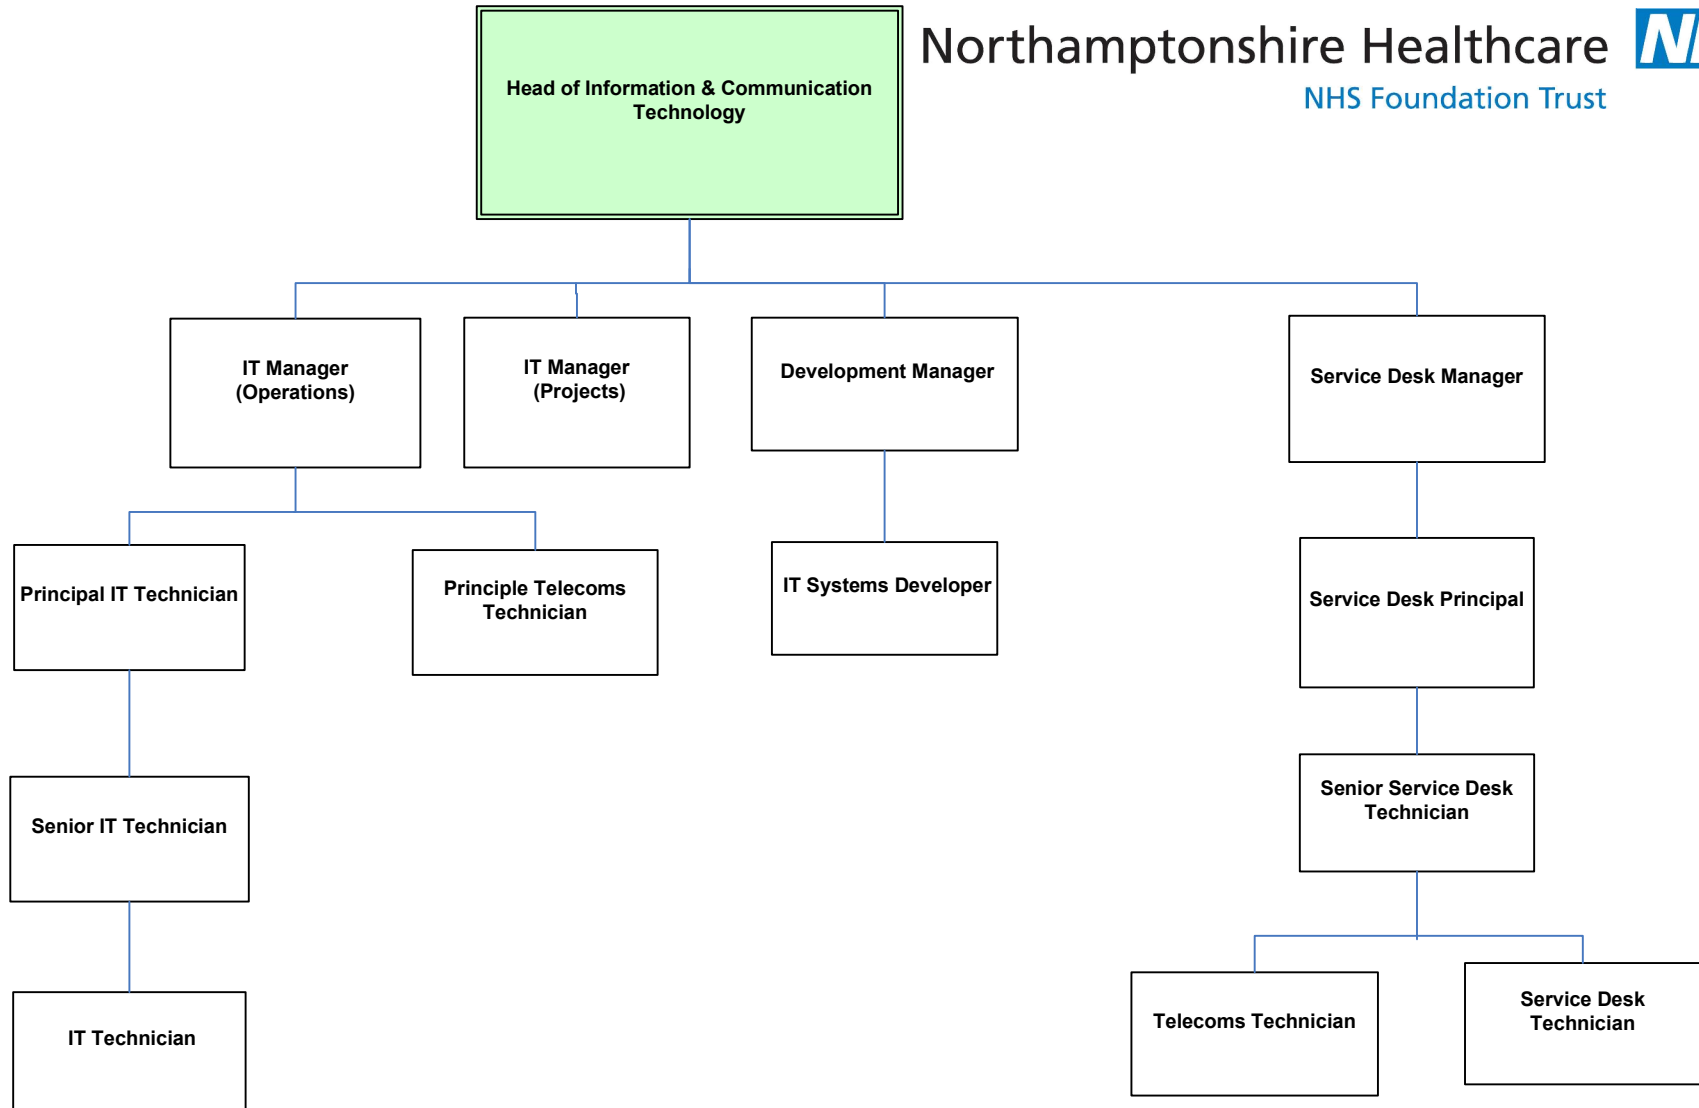 Northamptonshire Healthcare
NHS Foundation Trust
Head of Information & Communication
Technology
IT Manager
(Operations)
IT Manager
(Projects)
Development Manager
Service Desk Manager
Principal IT Technician
Principle Telecoms
Technician
IT Systems Developer
Service Desk Principal
Senior IT Technician
Senior Service Desk
Technician
IT Technician
Telecoms Technician
Service Desk
Technician